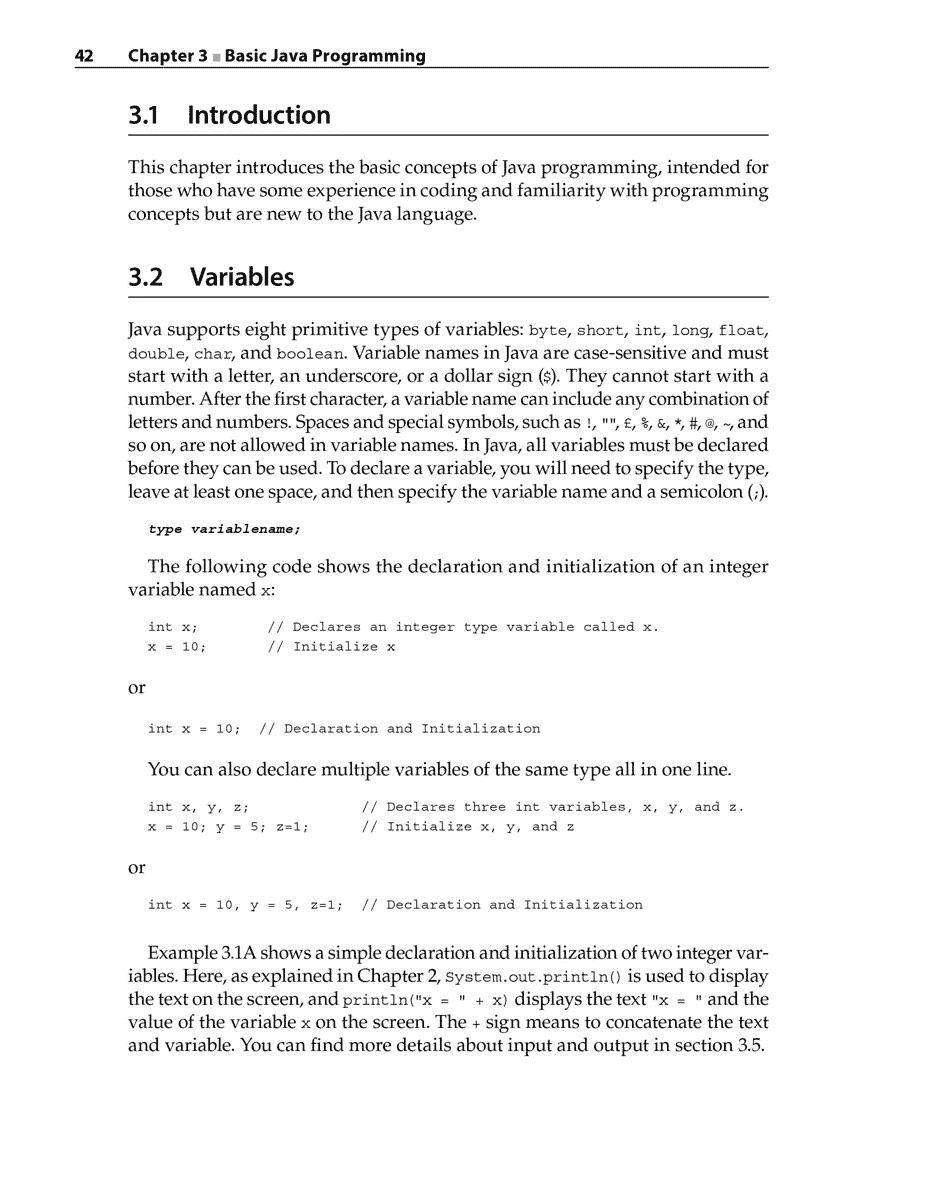 42 Chapter 3 ■ Basic Java Programming
3.1 Introduction
This chapter introduces the basic concepts of Java programming, intended for
those who have some experience in coding and familiarity with programming
concepts but are new to the Java language.
3.2 Variables
Java supports eight primitive types of variables: byte, short, int, long, float,
double, char, and boolean. Variable names in Java are case-sensitive and must
start with a letter, an underscore, or a dollar sign ($). They cannot start with a
number. After the first character, a variable name can include any combination of
letters and numbers. Spaces and special symbols, such as !, "", £, %, &, *, #, @, ~, and
so on, are not allowed in variable names. In Java, all variables must be declared
before they can be used. To declare a variable, you will need to specify the type,
leave at least one space, and then specify the variable name and a semicolon (;).
type variablename;
The following code shows the declaration and initialization of an integer
variable named x:
int x; // Declares an integer type variable called x.
x = 10; // Initialize x
or
int x = 10; // Declaration and Initialization
You can also declare multiple variables of the same type all in one line.
int x, y, z; // Declares three int variables, x, y, and z.
x = 10; y = 5; z=1; // Initialize x, y, and z
or
int x = 10, y = 5, z=1; // Declaration and Initialization
Example 3.1A shows a simple declaration and initialization of two integer var-
iables. Here, as explained in Chapter 2, System.out.println() is used to display
the text on the screen, and println("x = " + x) displays the text "x = " and the
value of the variable x on the screen. The + sign means to concatenate the text
and variable. You can find more details about input and output in section 3.5.